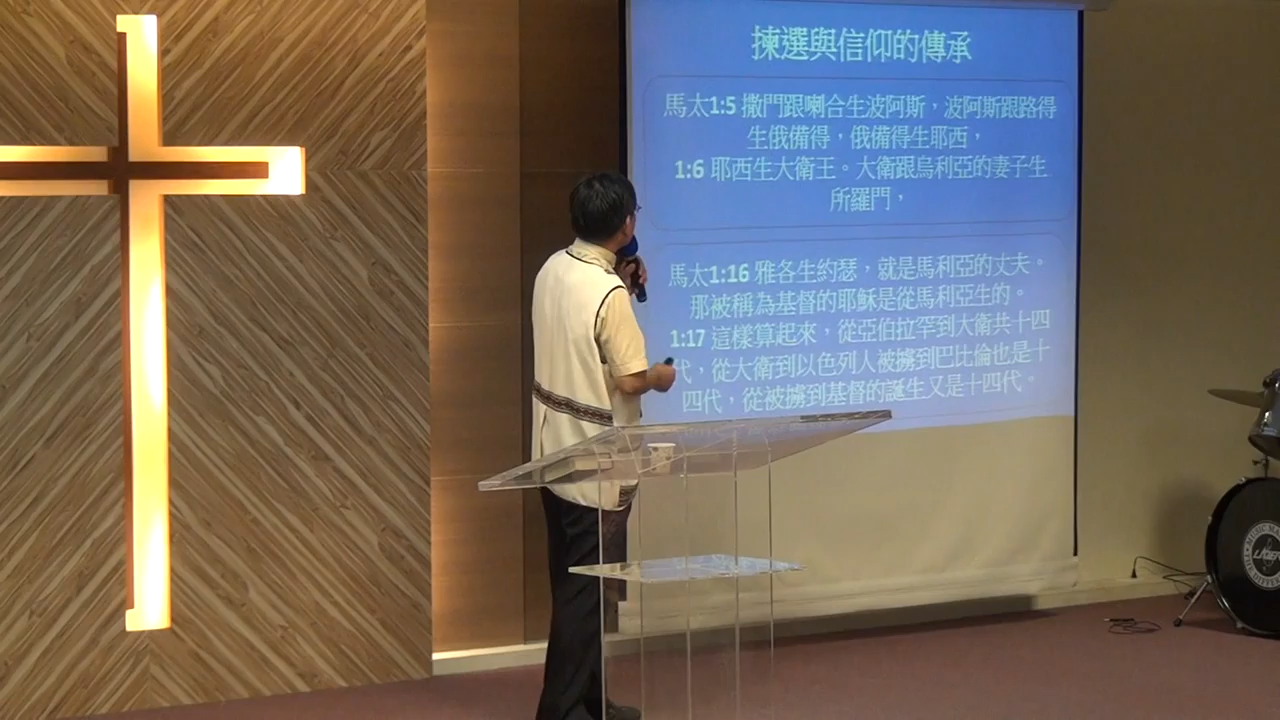 揀選與信仰的傳承
馬太1:5 撒門跟喇合生波阿斯，波阿斯跟路得
生俄備得，俄備得生耶西，
1:6 耶西生大衛王。大衛跟烏利亞的妻子生
所羅門，
馬太1:16 雅各生約瑟，就是馬利亞的丈夫。
那被稱為基督的耶穌是從馬利亞生的。
1:17 這樣算起來，從亞伯拉罕到大衛共十四
代，從大衛到以色列人被擄到巴比倫也是十
四代，從被擄到基督的誕生又是十四代。